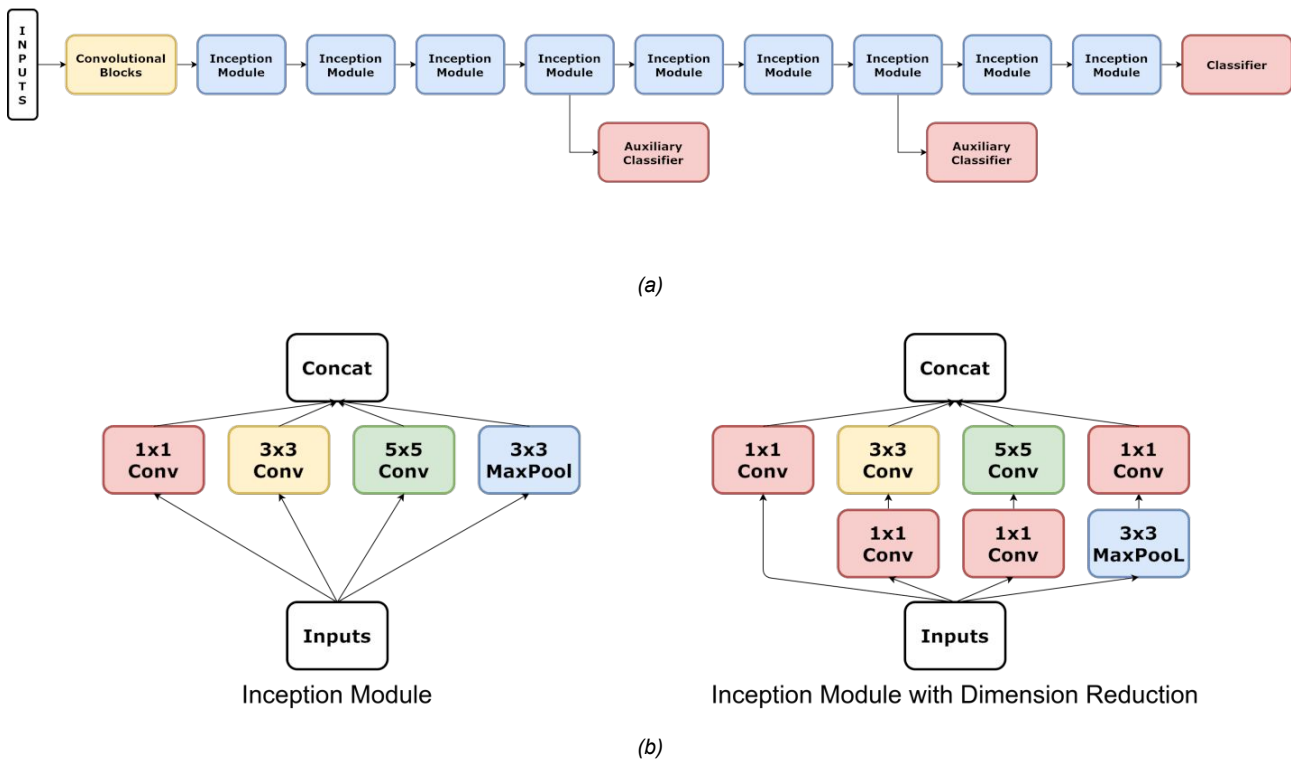 INPUTS
Convolutional
Blocks
Inception
Module
Inception
Module
Inception
Module
Inception
Module
Inception
Module
Inception
Module
Inception
Module
Inception
Module
Inception
Module
Classifier
Auxiliary
Classifier
Auxiliary
Classifier
(a)
Concat
1x1
Conv
3x3
Conv
5x5
Conv
3x3
MaxPool
Inputs
Inception Module
Concat
1x1
Conv
3x3
Conv
5x5
Conv
1x1
Conv
1x1
Conv
1x1
Conv
3x3
MaxPooL
Inputs
Inception Module with Dimension Reduction
(b)